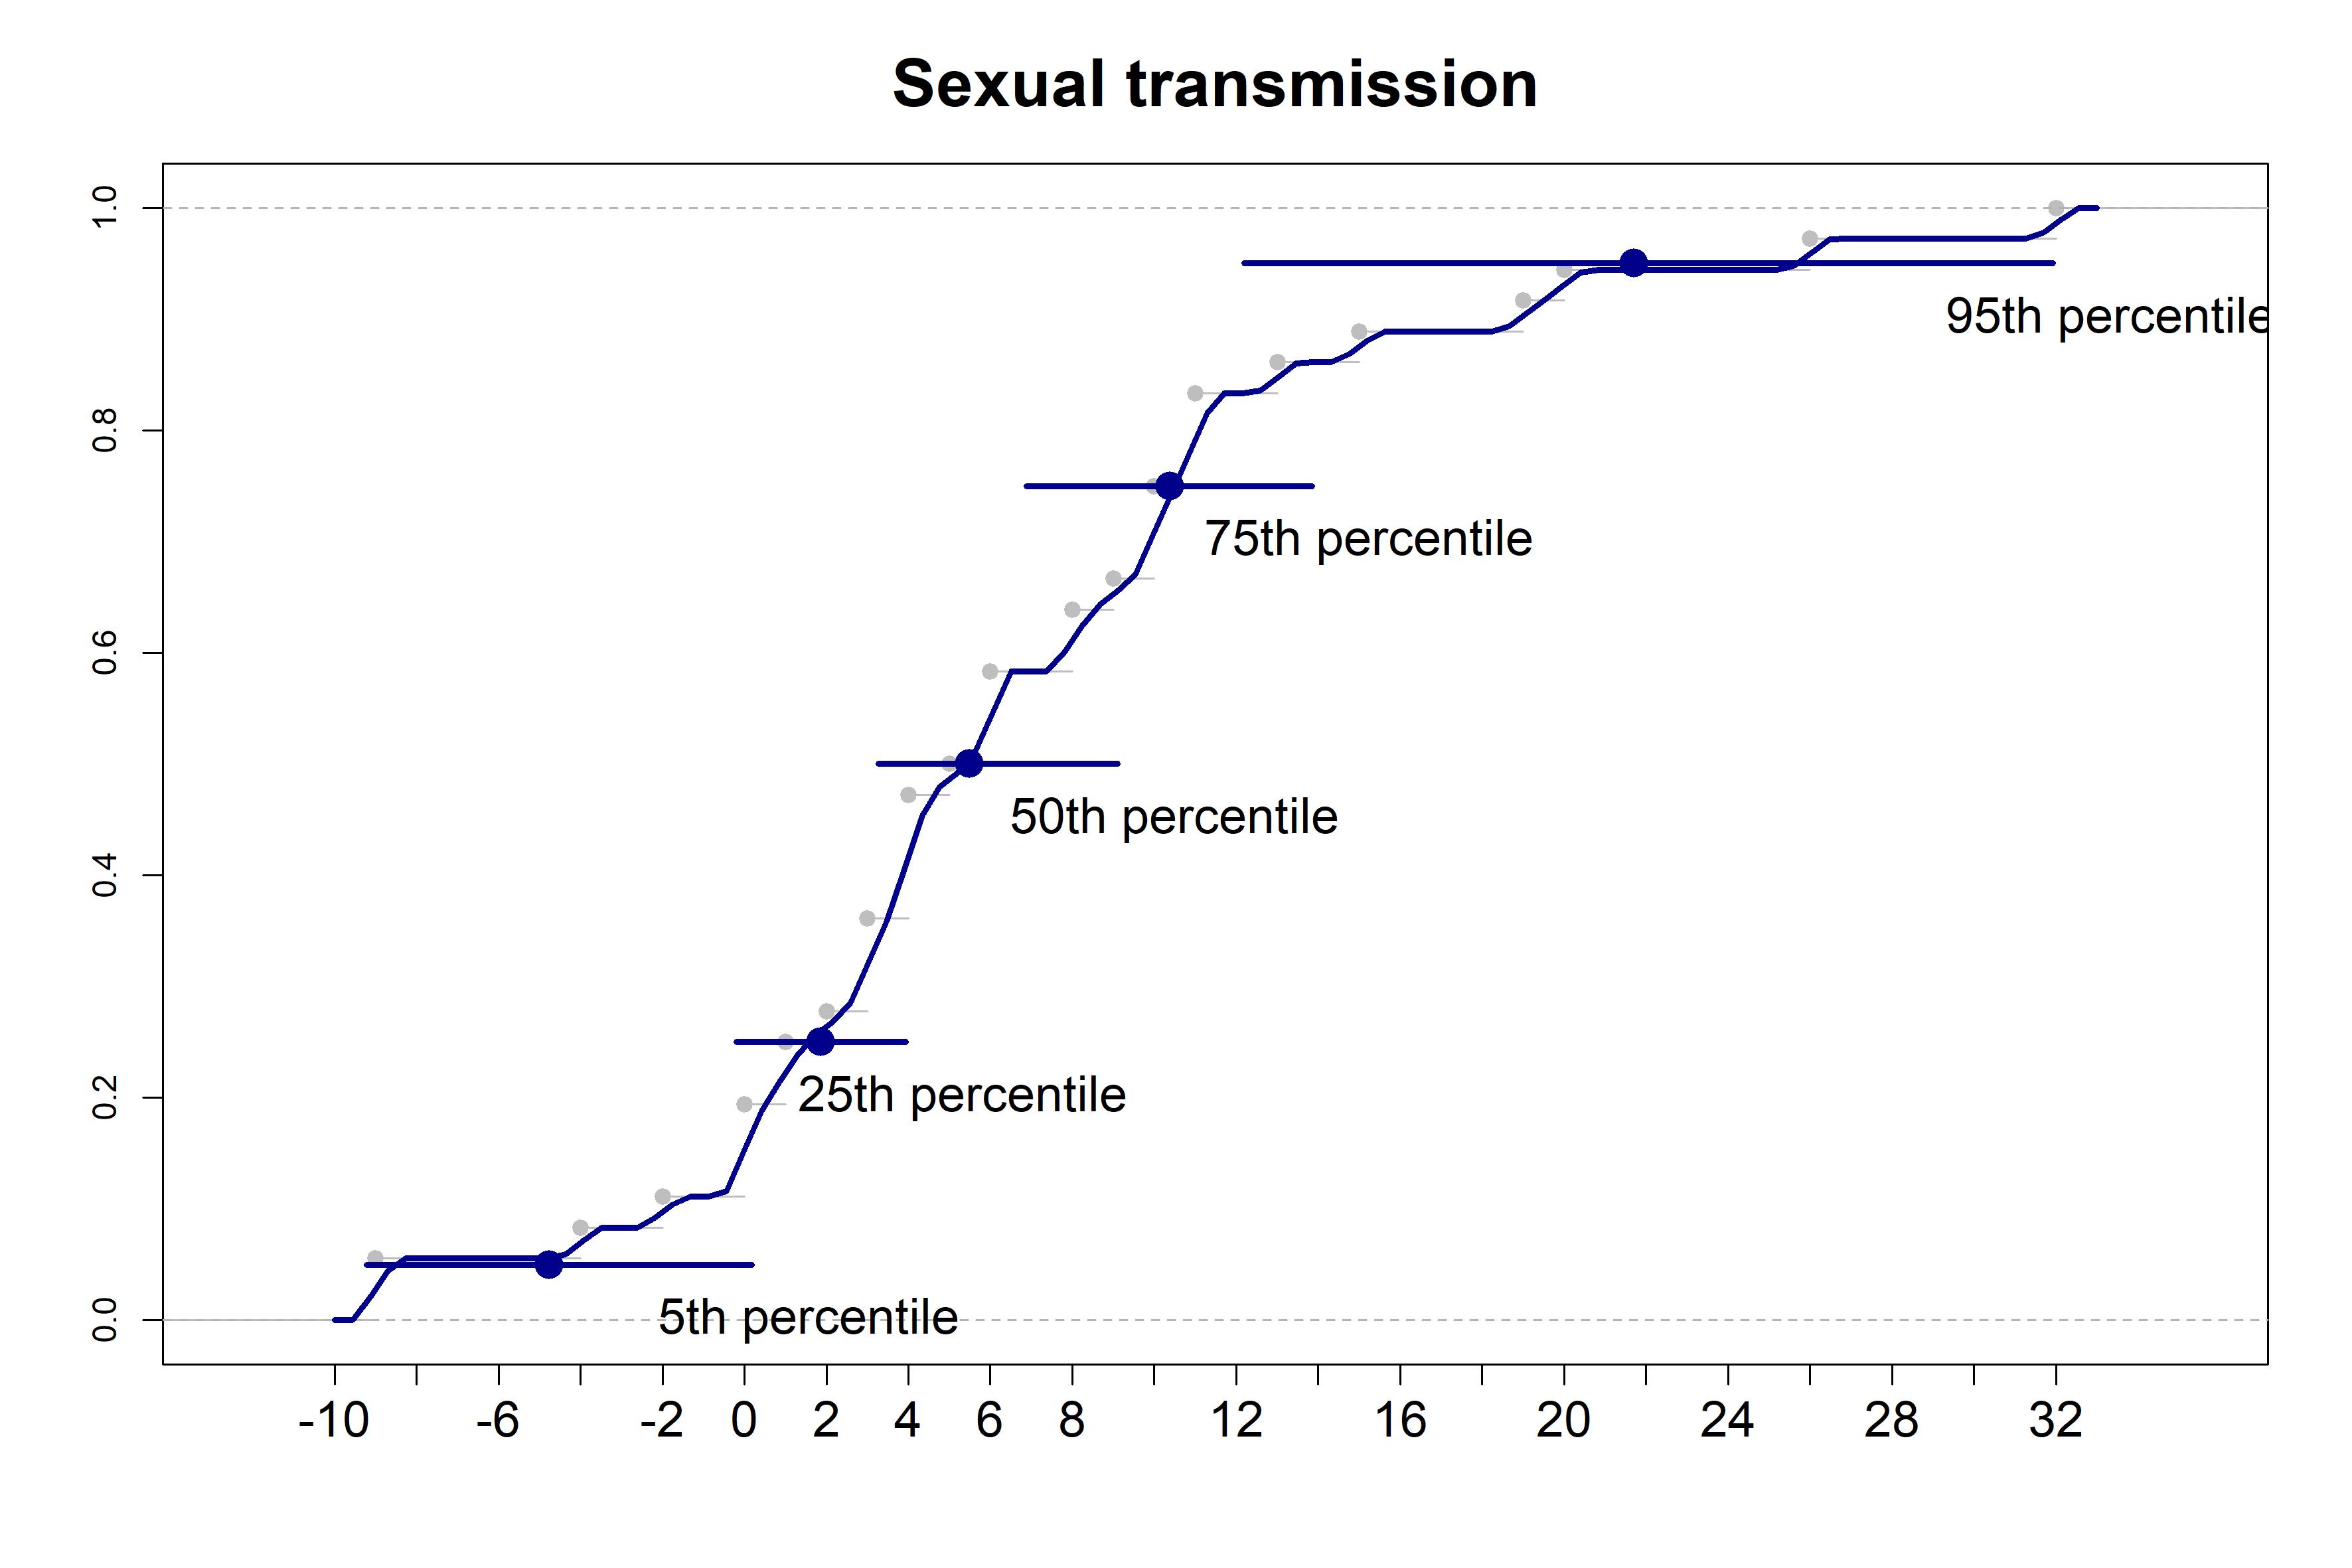 Sexual transmission
1.0
0.8
0.6
0.4
0.2
0.0
95th percentile
75th percentile
50th percentile
25th percentile
5th percentile
-10 -6 -2 0 2 4 6 8 12 16 20 24 28 32